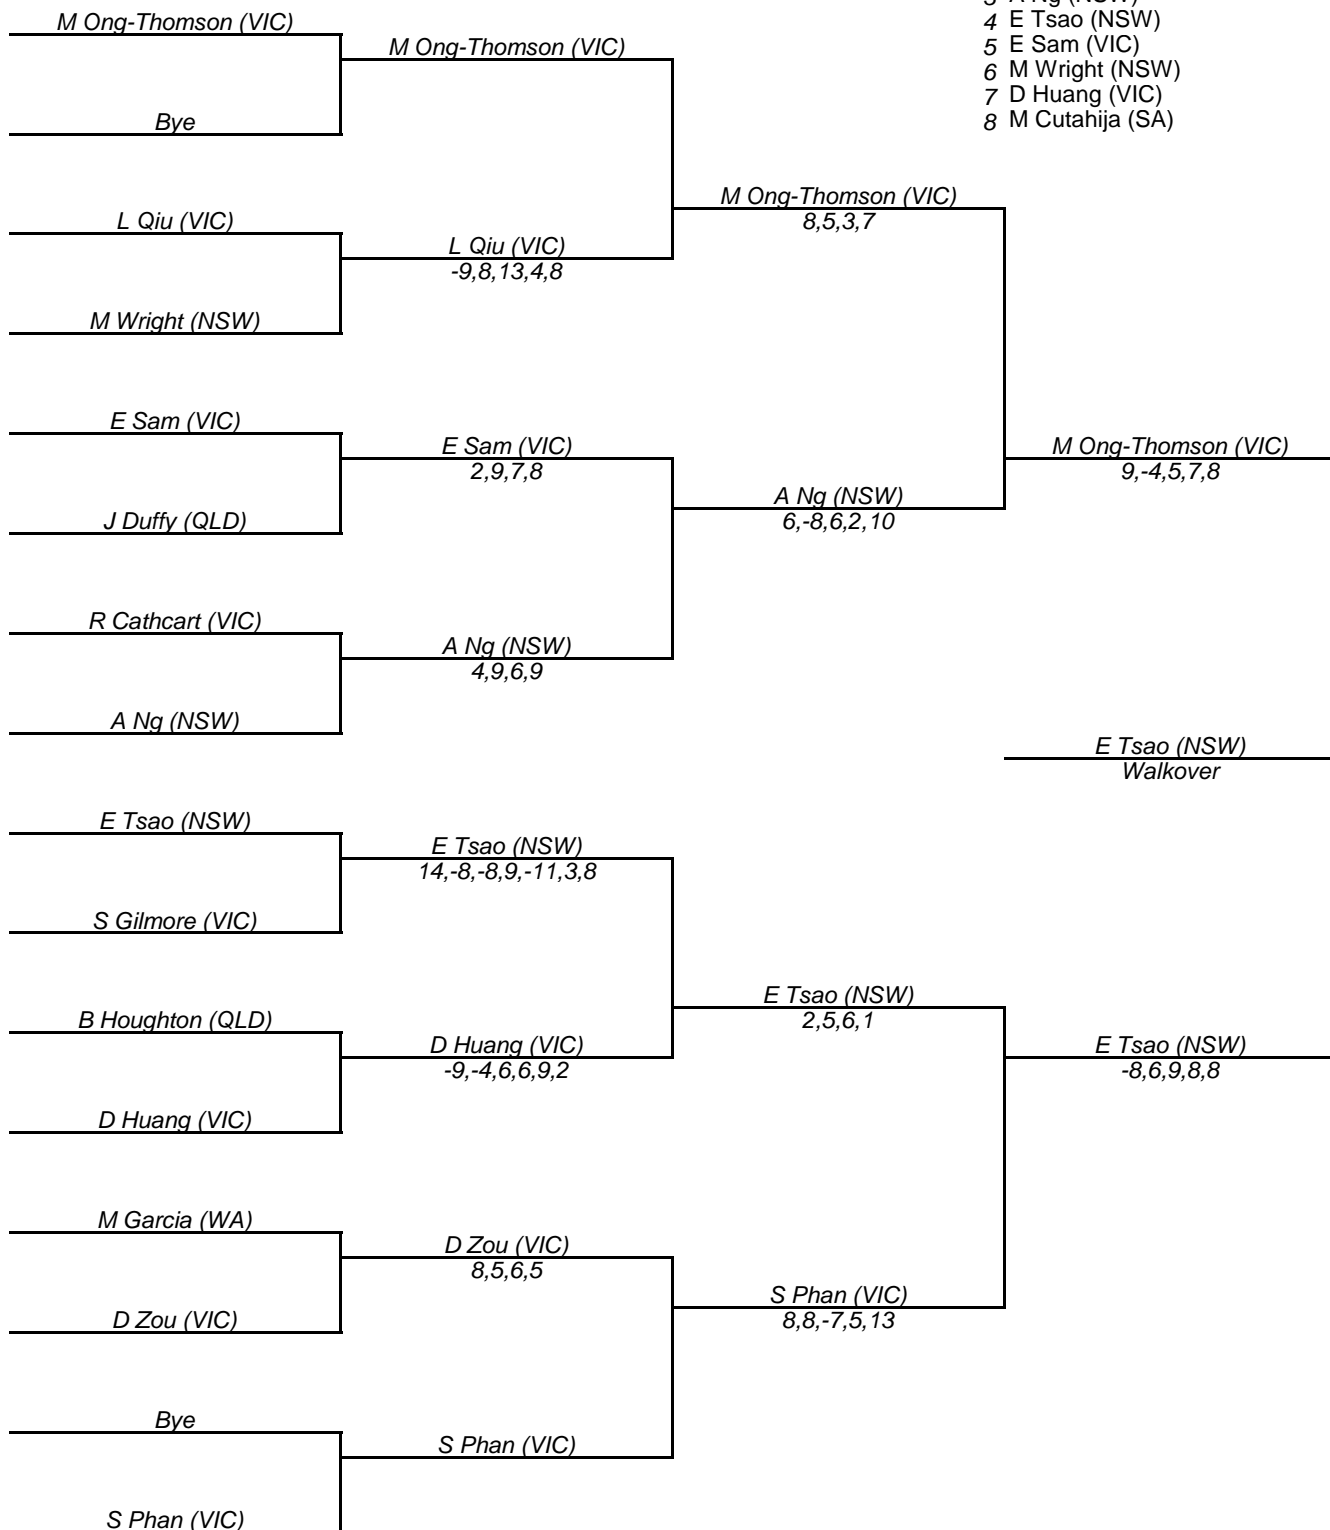 3 A Ng (NSW)
4 E Tsao (NSW)
5 E Sam (VIC)
6 M Wright (NSW)
7 D Huang (VIC)
8 M Cutahija (SA)
M Ong-Thomson (VIC)
Bye
L Qiu (VIC)
M Wright (NSW)
E Sam (VIC)
J Duffy (QLD)
R Cathcart (VIC)
A Ng (NSW)
E Tsao (NSW)
S Gilmore (VIC)
B Houghton (QLD)
D Huang (VIC)
M Garcia (WA)
D Zou (VIC)
Bye
S Phan (VIC)
M Ong-Thomson (VIC)
L Qiu (VIC)
-9,8,13,4,8
E Sam (VIC)
2,9,7,8
A Ng (NSW)
4,9,6,9
E Tsao (NSW)
14,-8,-8,9,-11,3,8
D Huang (VIC)
-9,-4,6,6,9,2
D Zou (VIC)
8,5,6,5
S Phan (VIC)
M Ong-Thomson (VIC)
8,5,3,7
A Ng (NSW)
6,-8,6,2,10
E Tsao (NSW)
2,5,6,1
S Phan (VIC)
8,8,-7,5,13
M Ong-Thomson (VIC)
9,-4,5,7,8
E Tsao (NSW)
Walkover
E Tsao (NSW)
-8,6,9,8,8